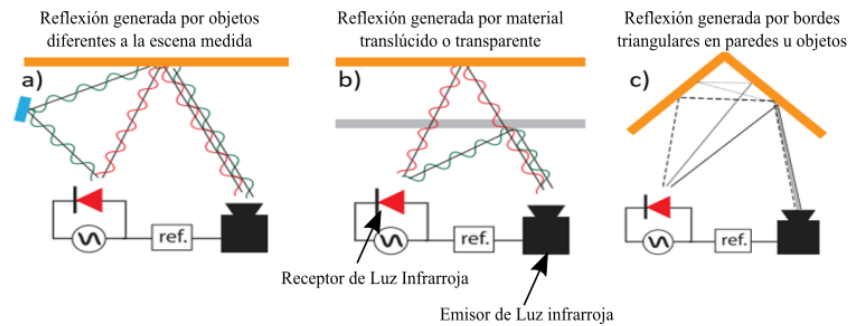 Reflexión generada por objetos
diferentes a la escena medida
Reflexión generada por material
translúcido o transparente
Reflexión generada por bordes
triangulares en paredes u objetos
a)
b)
c)
ref.
ref.
ref.
Receptor de Luz Infrarroja
Emisor de Luz infrarroja